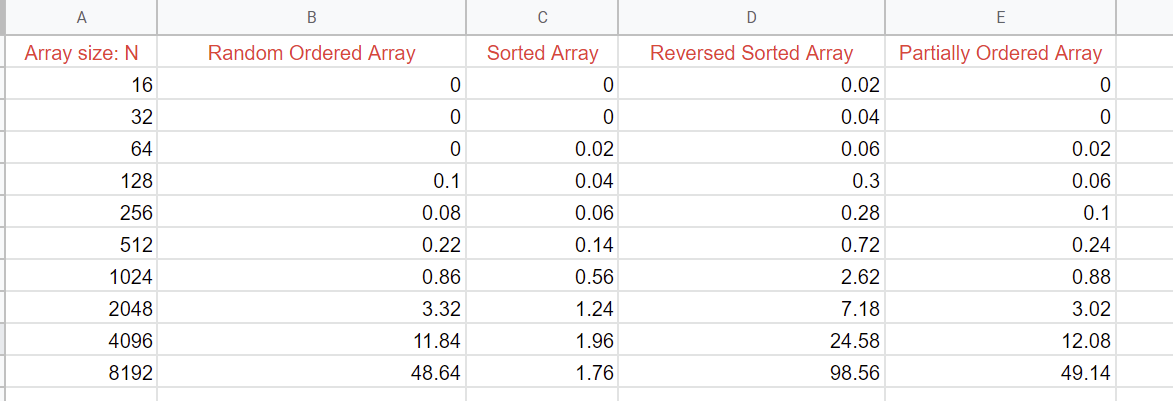 A B C D E
Array size: N Random Ordered Array Sorted Array Reversed Sorted Array Partially Ordered Array
16 0 0 0.02 0
32 0 0 0.04 0
64 0 0.02 0.06 0.02
128 0.1 0.04 0.3 0.06
256 0.08 0.06 0.28 0.1
512 0.22 0.14 0.72 0.24
1024 0.86 0.56 2.62 0.88
2048 3.32 1.24 7.18 3.02
4096 11.84 1.96 24.58 12.08
8192 48.64 1.76 98.56 49.14